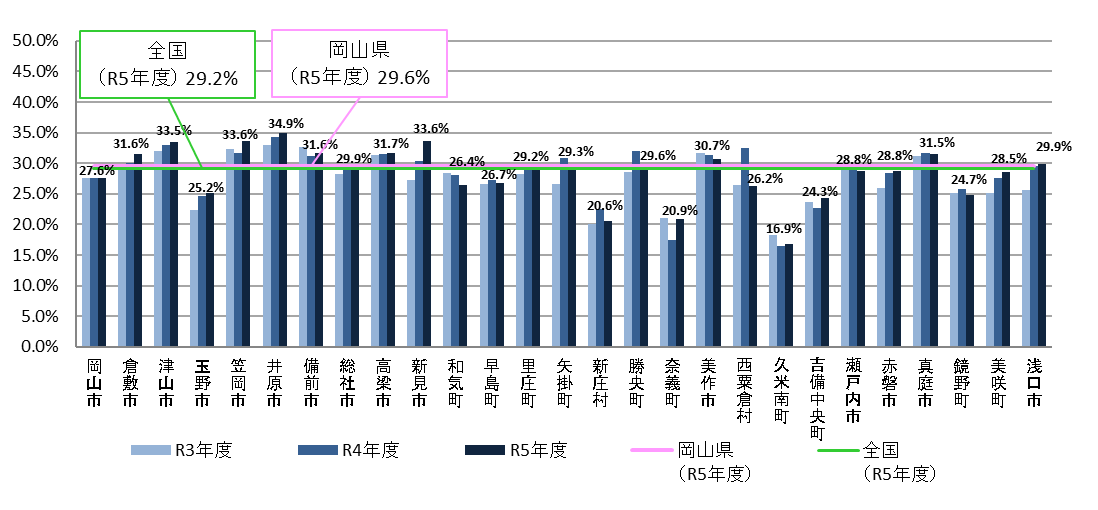 50.0%
45.0%
40.0%
35.0%
30.0%
25.0%
20.0%
15.0%
10.0%
5.0%
0.0%
全国
（R5年度）29.2%
岡山県
（R5年度）29.6%
27.6%
31.6%
33.5%
25.2%
33.6%
34.9%
31.6%
29.9%
31.7%
33.6%
26.4%
26.7%
29.2%
29.3%
20.6%
29.6%
20.9%
30.7%
26.2%
16.9%
24.3%
28.8%
28.8%
31.5%
24.7%
28.5%
29.9%
岡山市
倉敷市
津山市
玉野市
笠岡市
井原市
備前市
総社市
高梁市
新見市
和気町
早島町
里庄町
矢掛町
新庄村
勝央町
奈義町
美作市
西粟倉村
久米南町
吉備中央町
瀬戸内市
赤磐市
真庭市
鏡野町
美咲町
浅口市
R3年度
R4年度
R5年度
岡山県
（R5年度）
全国
（R5年度）